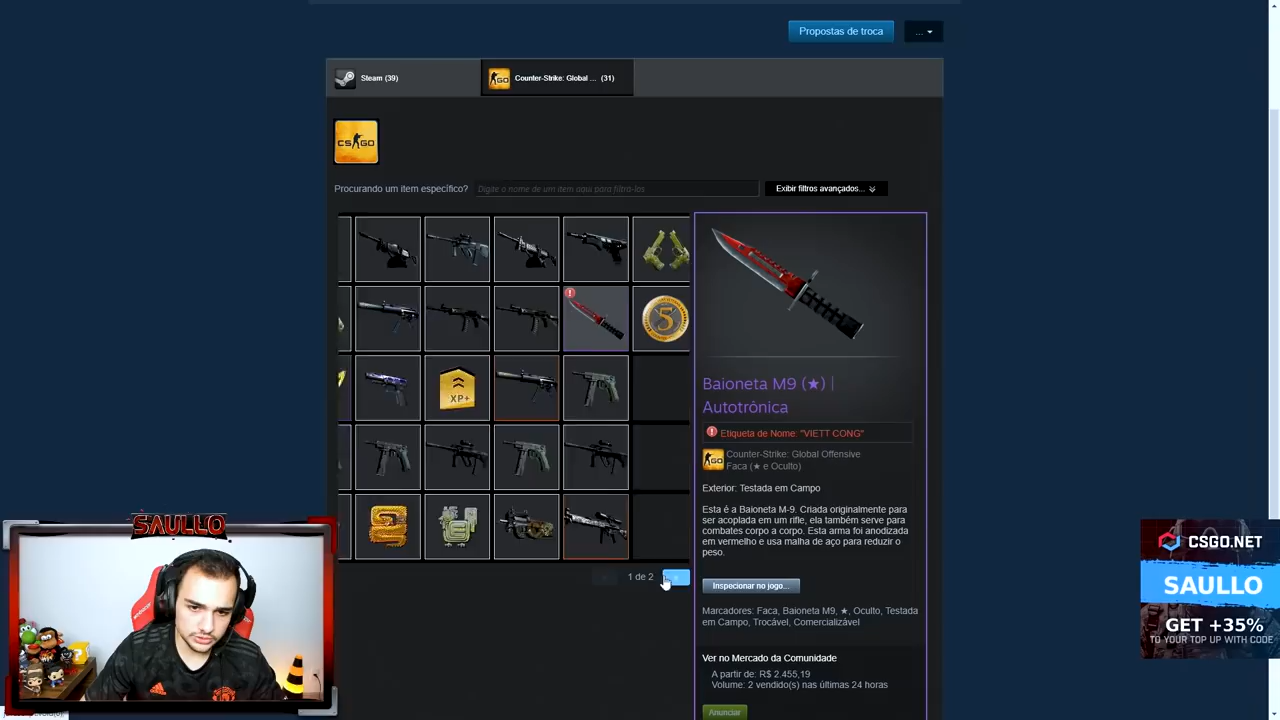 Propostas de troca
...
Steam (39)
Counter-Strike: Global ... (31)
CS GO
Procurando um item específico?
Digite o nome de um item aqui para filtrá-los
Exibir filtros avançados...
5
XP+
1 de 2
Baioneta M9 (★) |
Autotrônica
Etiqueta de Nome: "VIETT CONG"
GO
Counter-Strike: Global Offensive
Faca (★ e Oculto)
Exterior: Testada em Campo
Esta é a Baioneta M-9. Criada originalmente para
ser acoplada em um rifle, ela também serve para
combates corpo a corpo. Esta arma foi anodizada
em vermelho e usa malha de aço para reduzir o
peso.
Inspecionar no jogo...
Marcadores: Faca, Baioneta M9, ★, Oculto, Testada
em Campo, Trocável, Comercializável
Ver no Mercado da Comunidade
A partir de: R$ 2.455,19
Volume: 2 vendido(s) nas últimas 24 horas
Anunciar
SAULLO
CSGO.NET
SAULLO
GET +35%
TO YOUR TOP UP WITH CODE